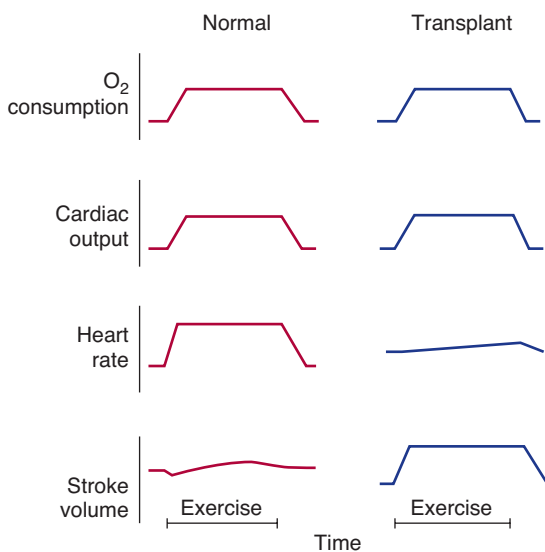 Normal Transplant
O2
consumption
Cardiac
output
Heart
rate
Stroke
volume
Exercise Exercise
Time